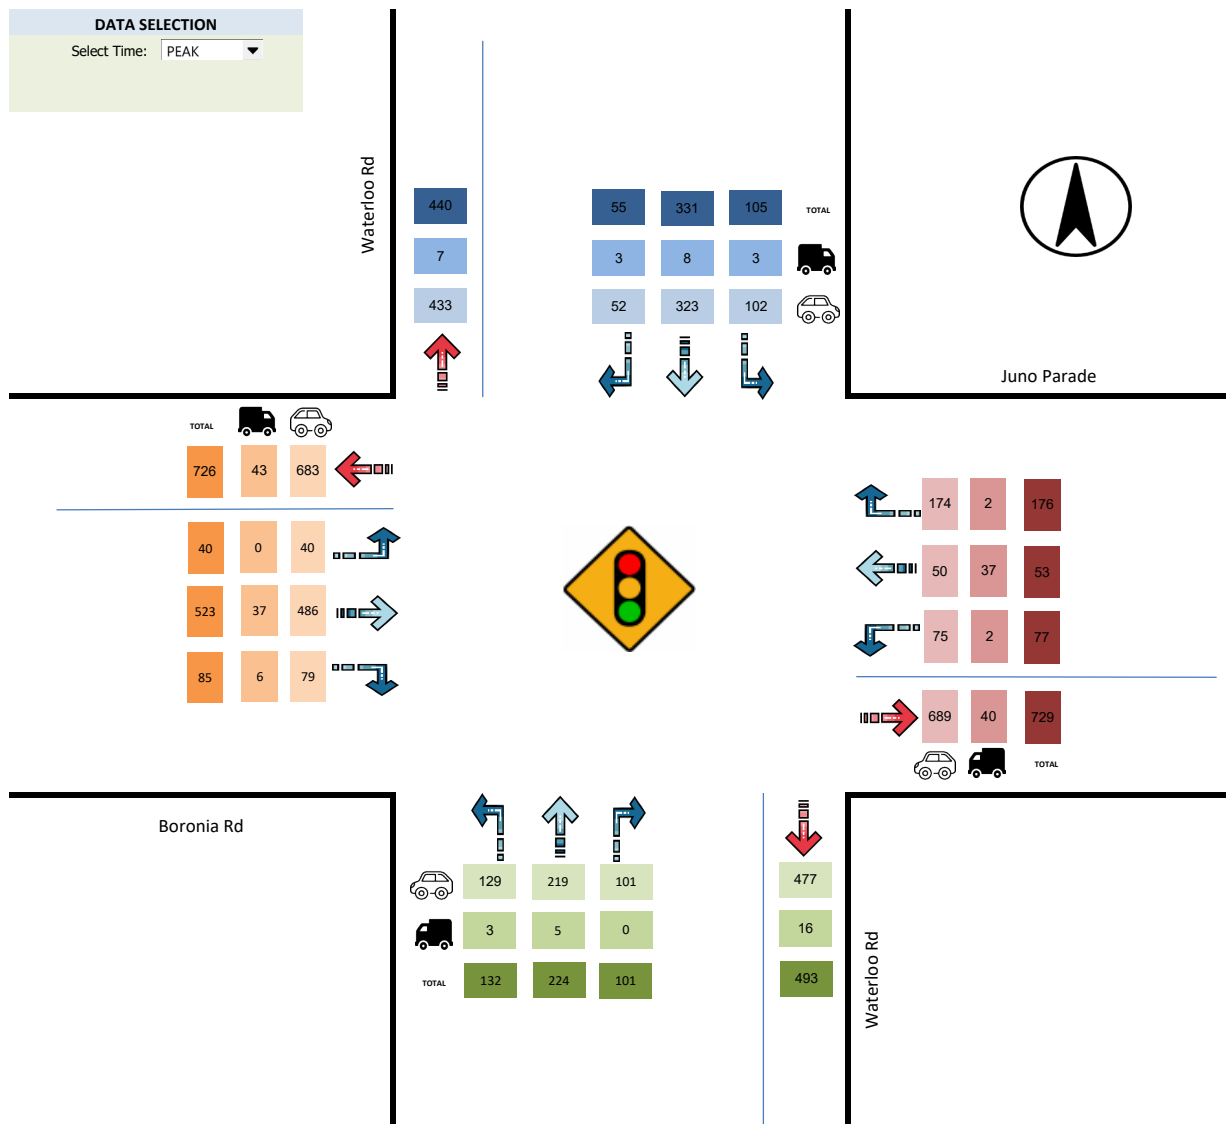 DATA SELECTION
Select Time: PEAK
Waterloo Rd
440
7
433
55 331 105 TOTAL
3 8 3
52 323 102
Juno Parade
TOTAL
726 43 683
40 0 40
523 37 486
85 6 79
174 2 176
50 37 53
75 2 77
689 40 729
TOTAL
Boronia Rd
129 219 101
3 5 0
TOTAL 132 224 101
477
16
493
Waterloo Rd